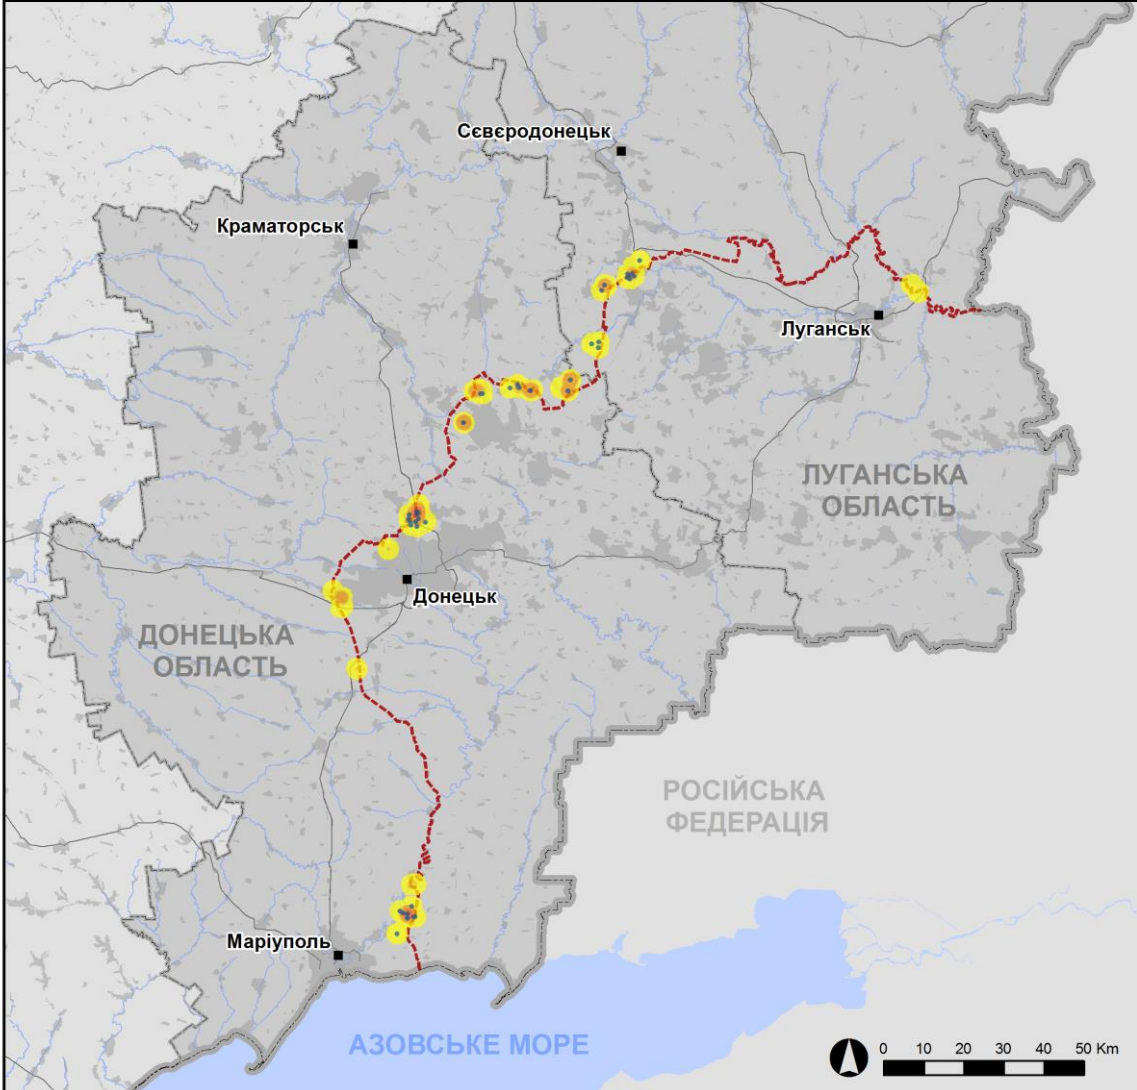 Сєвєродонецьк
Краматорськ
Луганськ
ЛУГАНСЬКА
ОБЛАСТЬ
Донецьк
ДОНЕЦЬКА
ОБЛАСТЬ
РОСІЙСЬКА
ФЕДЕРАЦІЯ
Маріуполь
АЗОВСЬКЕ МОРЕ
0 10 20 30 40 50 Km